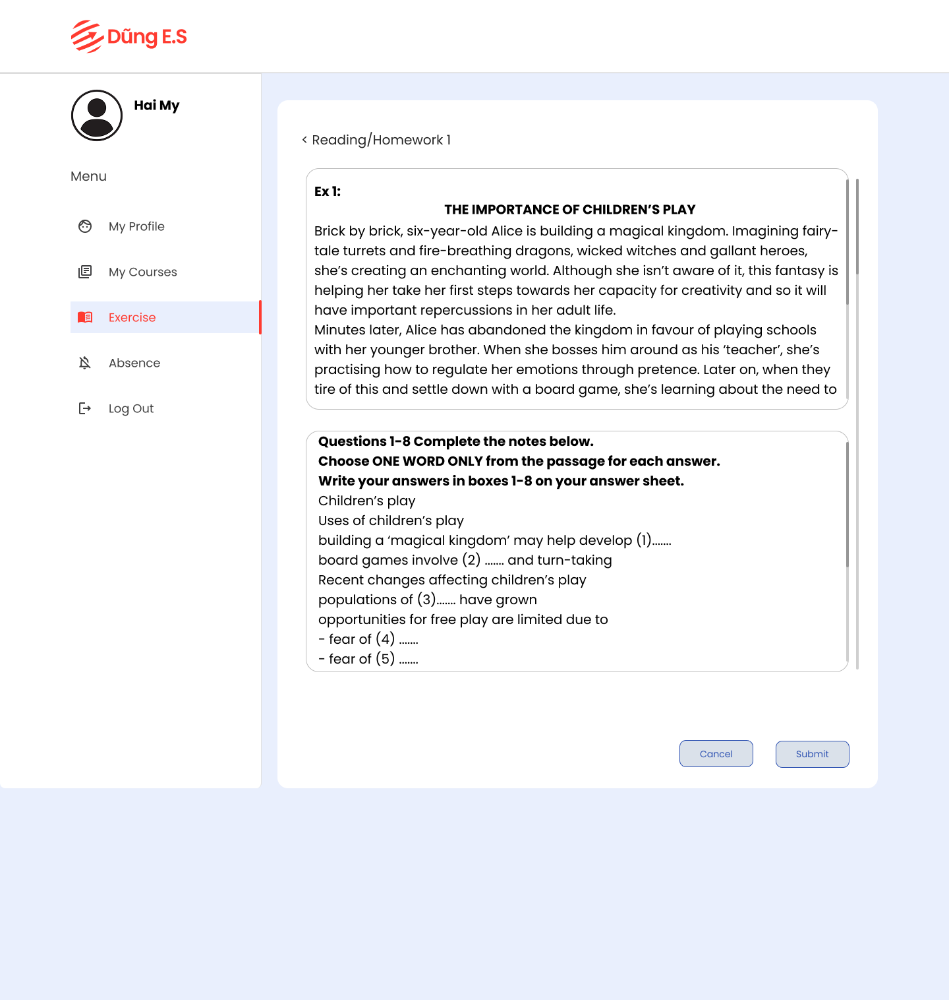 Dũng E.S
Hai My
Menu
My Profile
My Courses
Exercise
Absence
Log Out
< Reading/Homework 1
Ex 1:
THE IMPORTANCE OF CHILDREN’S PLAY
Brick by brick, six-year-old Alice is building a magical kingdom. Imagining fairy-
tale turrets and fire-breathing dragons, wicked witches and gallant heroes,
she’s creating an enchanting world. Although she isn’t aware of it, this fantasy is
helping her take her first steps towards her capacity for creativity and so it will
have important repercussions in her adult life.
Minutes later, Alice has abandoned the kingdom in favour of playing schools
with her younger brother. When she bosses him around as his ‘teacher’, she’s
practising how to regulate her emotions through pretence. Later on, when they
tire of this and settle down with a board game, she’s learning about the need to
Questions 1-8 Complete the notes below.
Choose ONE WORD ONLY from the passage for each answer.
Write your answers in boxes 1-8 on your answer sheet.
Children’s play
Uses of children’s play
building a ‘magical kingdom’ may help develop (1).......
board games involve (2) ....... and turn-taking
Recent changes affecting children’s play
populations of (3)....... have grown
opportunities for free play are limited due to
- fear of (4) .......
- fear of (5) .......
Cancel
Submit